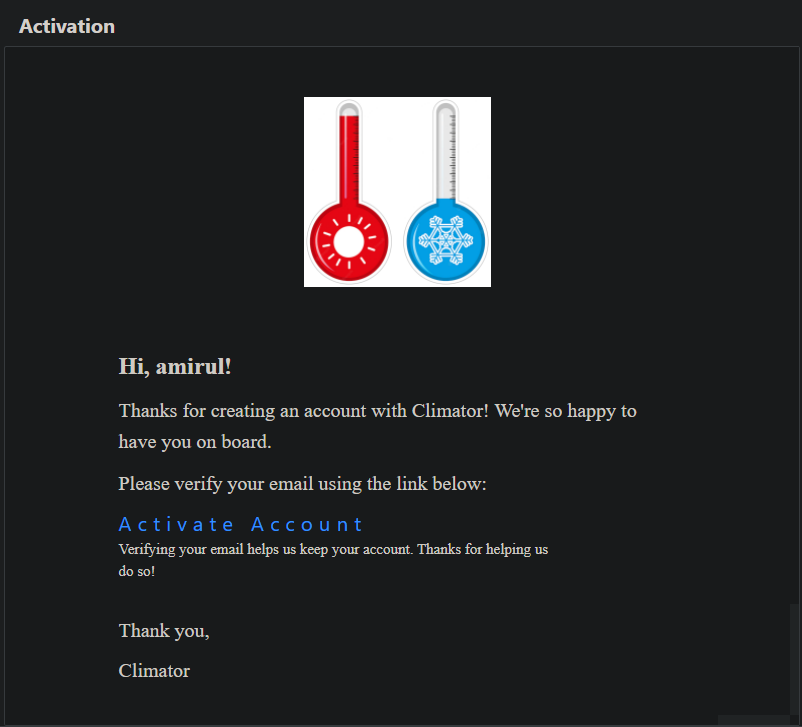 Activation
Hi, amirul!
Thanks for creating an account with Climator! We're so happy to
have you on board.
Please verify your email using the link below:
Activate Account
Verifying your email helps us keep your account. Thanks for helping us
do so!
Thank you,
Climator